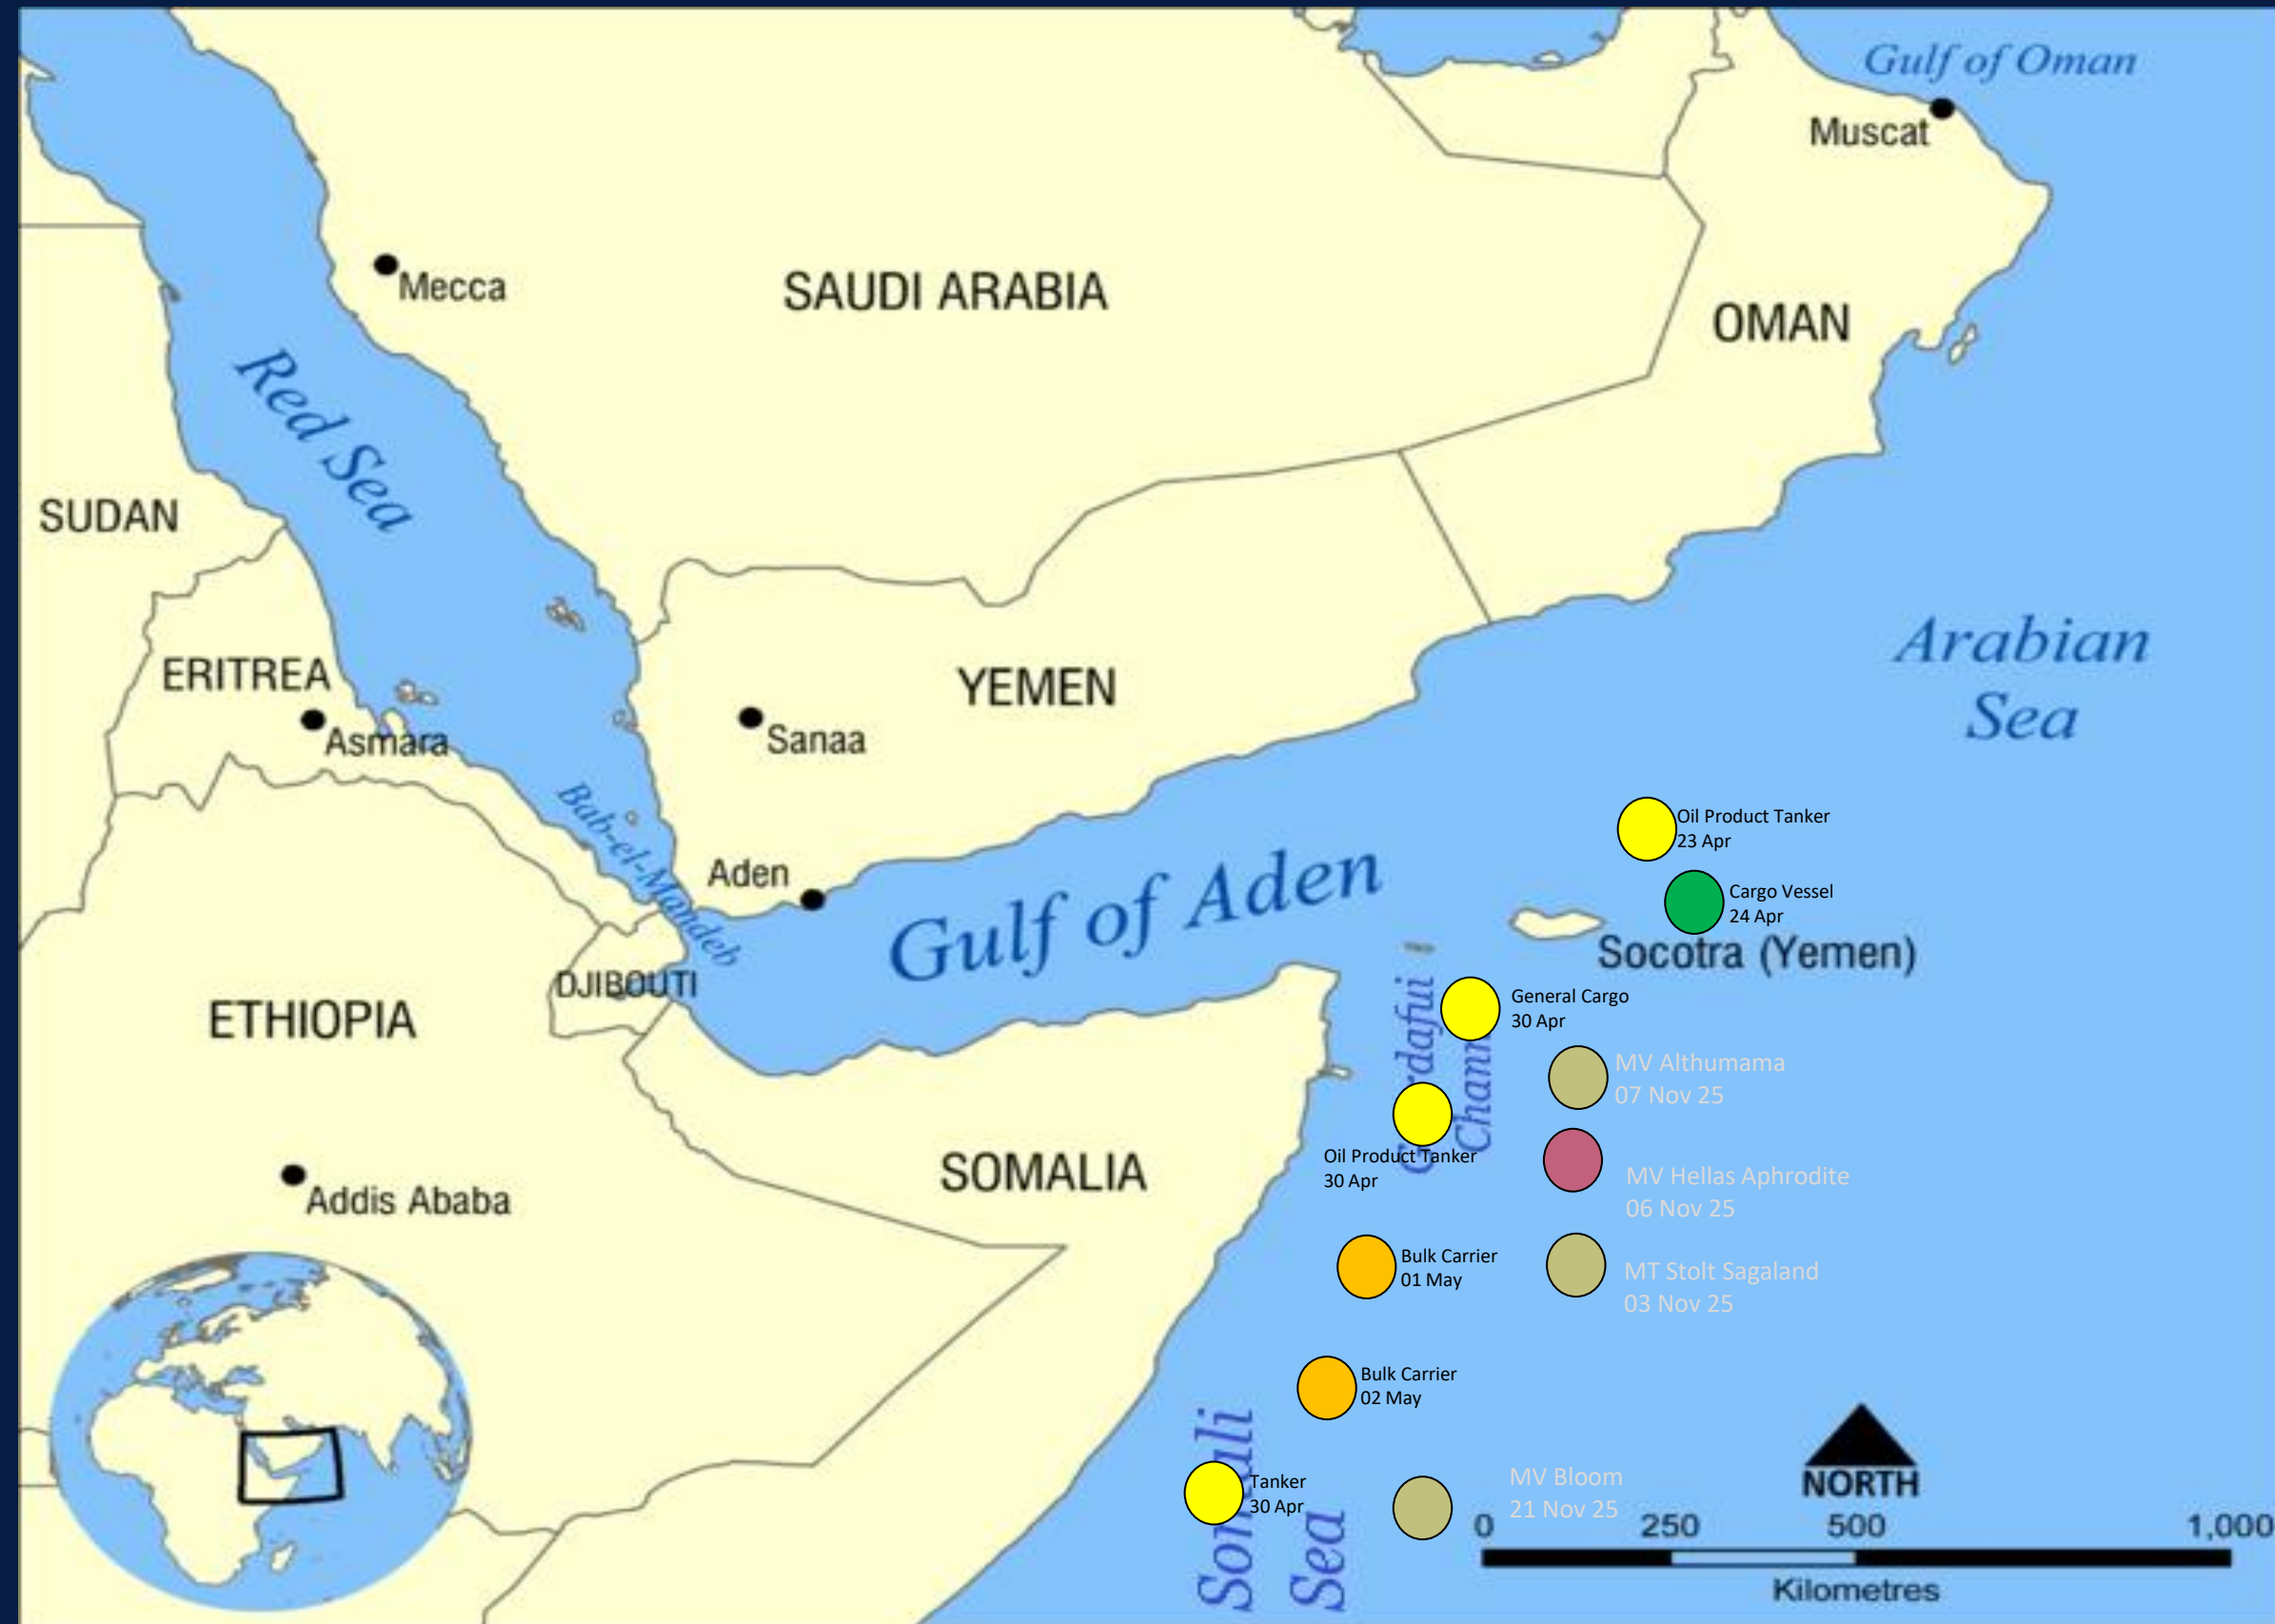 Gulf of Oman
Muscat
Mecca
SAUDI ARABIA
OMAN
Red Sea
SUDAN
ERITREA
Asmara
YEMEN
Sanaa
Arabian
Sea
Bab-el-Mandeb
Aden
Gulf of Aden
Oil Product Tanker
23 Apr
Cargo Vessel
24 Apr
Socotra (Yemen)
DJIBOUTI
ETHIOPIA
General Cargo
30 Apr
MV Althumama
07 Nov 25
Oil Product Tanker
30 Apr
SOMALIA
MV Hellas Aphrodite
06 Nov 25
Addis Ababa
Bulk Carrier
01 May
MT Stolt Sagaland
03 Nov 25
Bulk Carrier
02 May
Somali
Sea
Tanker
30 Apr
MV Bloom
21 Nov 25
NORTH
0 250 500 1,000
Kilometres